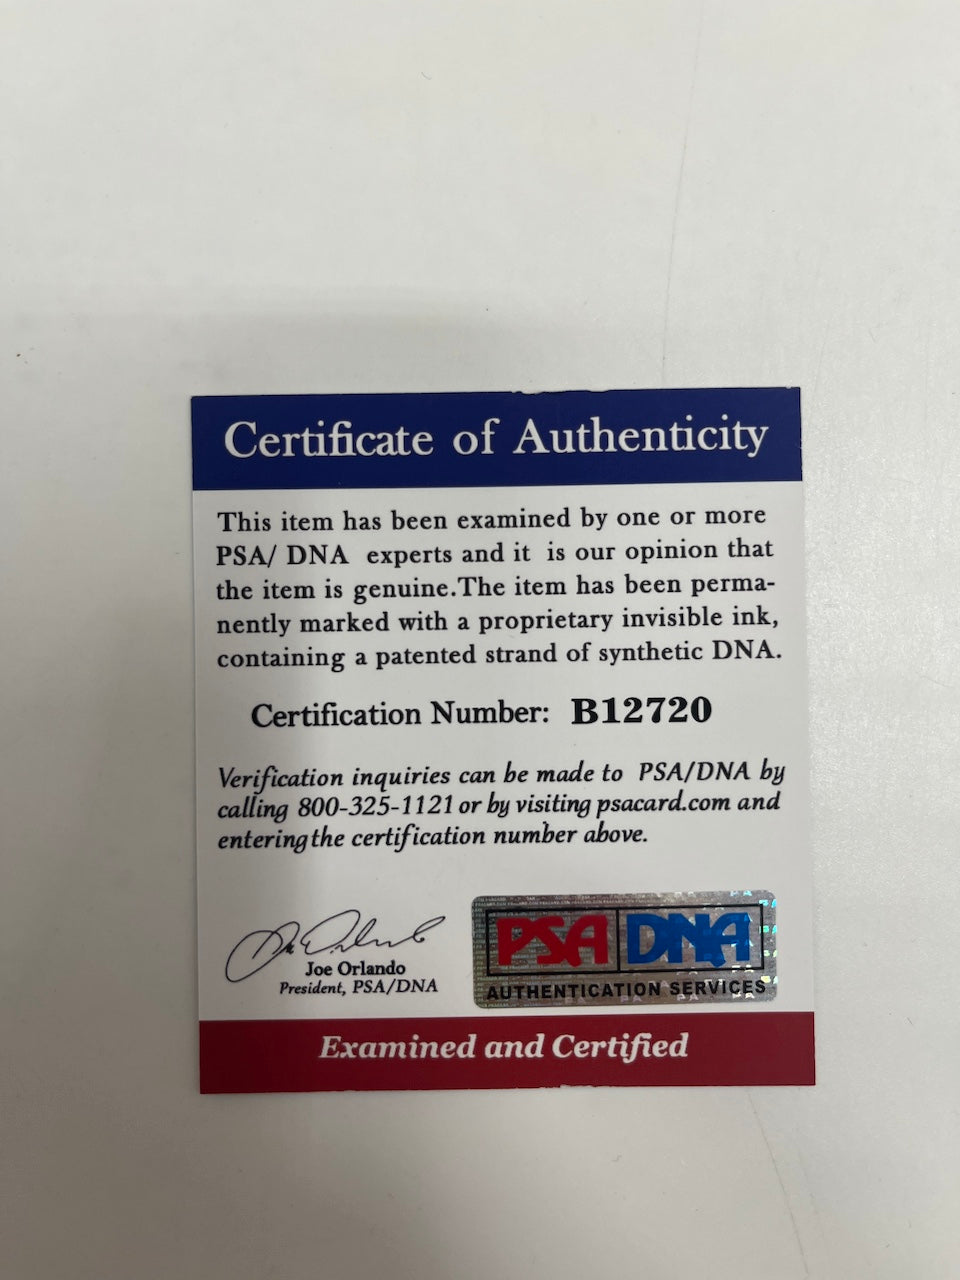 Certificate of Authenticity
This item has been examined by one or more
PSA/ DNA experts and it is our opinion that
the item is genuine.The item has been perma-
nently marked with a proprietary invisible ink,
containing a patented strand of synthetic DNA.
Certification Number: B12720
Verification inquiries can be made to PSA/DNA by
calling 800-325-1121 or by visiting psacard.com and
entering the certification number above.
Joe Orlando
President, PSA/DNA
PSA DNA
AUTHENTICATION SERVICES
Examined and Certified